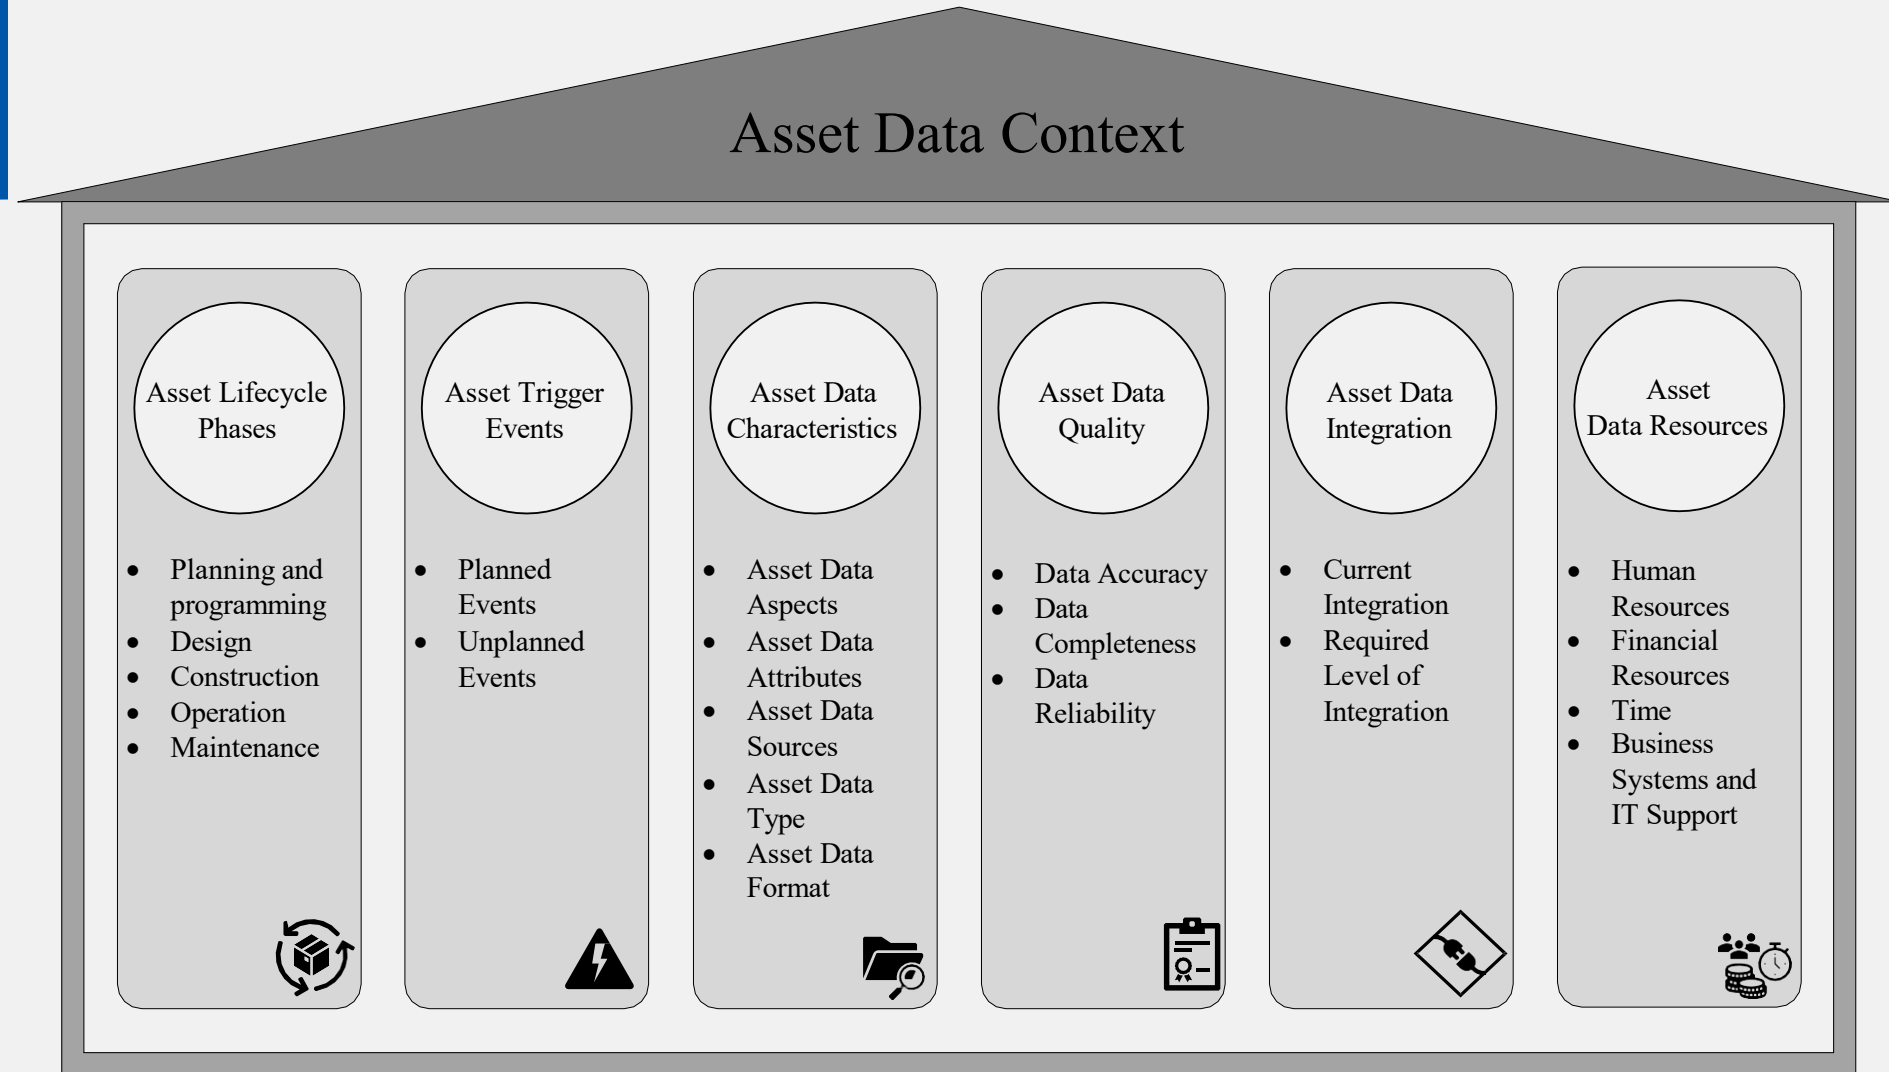 Asset Data Context
Asset Lifecycle
Phases
• Planning and
programming
• Design
• Construction
• Operation
• Maintenance
Asset Trigger
Events
• Planned
Events
• Unplanned
Events
Asset Data
Characteristics
• Asset Data
Aspects
• Asset Data
Attributes
• Asset Data
Sources
• Asset Data
Type
• Asset Data
Format
Asset Data
Quality
• Data Accuracy
• Data
Completeness
• Data
Reliability
Asset Data
Integration
• Current
Integration
• Required
Level of
Integration
Asset
Data Resources
• Human
Resources
• Financial
Resources
• Time
• Business
Systems and
IT Support